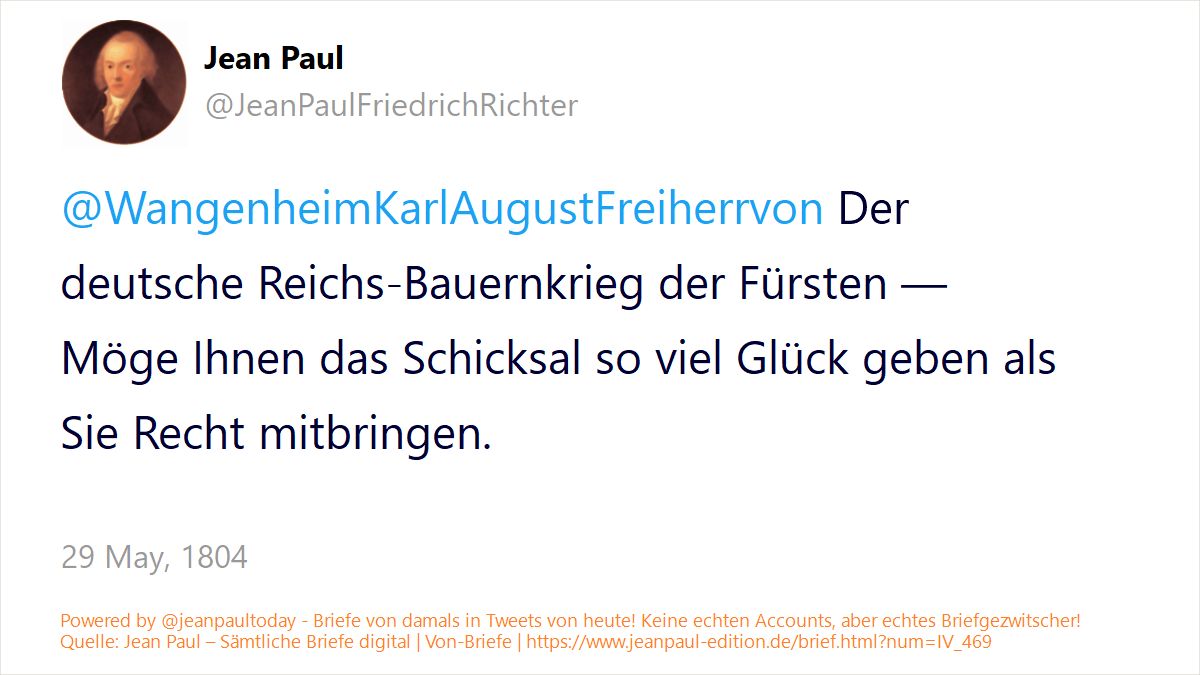 Jean Paul
@JeanPaulFriedrichRichter
@WangenheimKarlAugustFreiherrvon Der
deutsche Reichs-Bauernkrieg der Fürsten —
Möge Ihnen das Schicksal so viel Glück geben als
Sie Recht mitbringen.
29 May, 1804
Powered by @jeanpaultoday - Briefe von damals in Tweets von heute! Keine echten Accounts, aber echtes Briefgezwitscher!
Quelle: Jean Paul – Sämtliche Briefe digital | Von-Briefe | https://www.jeanpaul-edition.de/brief.html?num=IV_469